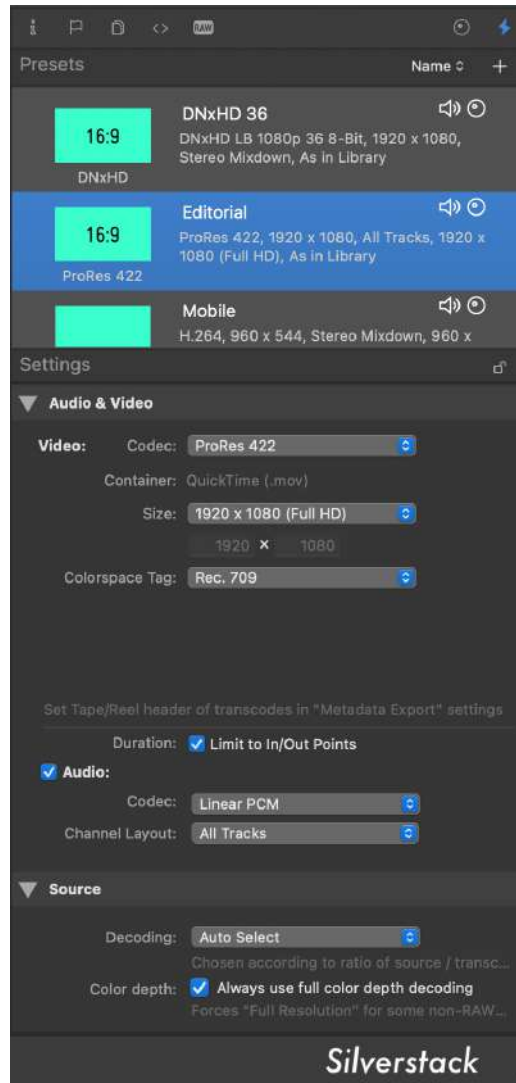 RAW
Presets Name +
DNxHD 36
16:9
DNxHD LB 1080p 36 8-Bit, 1920 x 1080,
Stereo Mixdown, As in Library
DNxHD
Editorial
16:9
ProRes 422, 1920 x 1080, All Tracks, 1920 x
1080 (Full HD), As in Library
ProRes 422
Mobile
H.264, 960 x 544, Stereo Mixdown, 960 x
Settings
Audio & Video
Video: Codec: ProRes 422
Container: QuickTime (.mov)
Size: 1920 x 1080 (Full HD)
1920 × 1080
Colorspace Tag: Rec. 709
Set Tape/Reel header of transcodes in "Metadata Export" settings
Duration: Limit to In/Out Points
Audio:
Codec: Linear PCM
Channel Layout: All Tracks
Source
Decoding: Auto Select
Chosen according to ratio of source / transc...
Color depth: Always use full color depth decoding
Forces "Full Resolution" for some non-RAW...
Silverstack